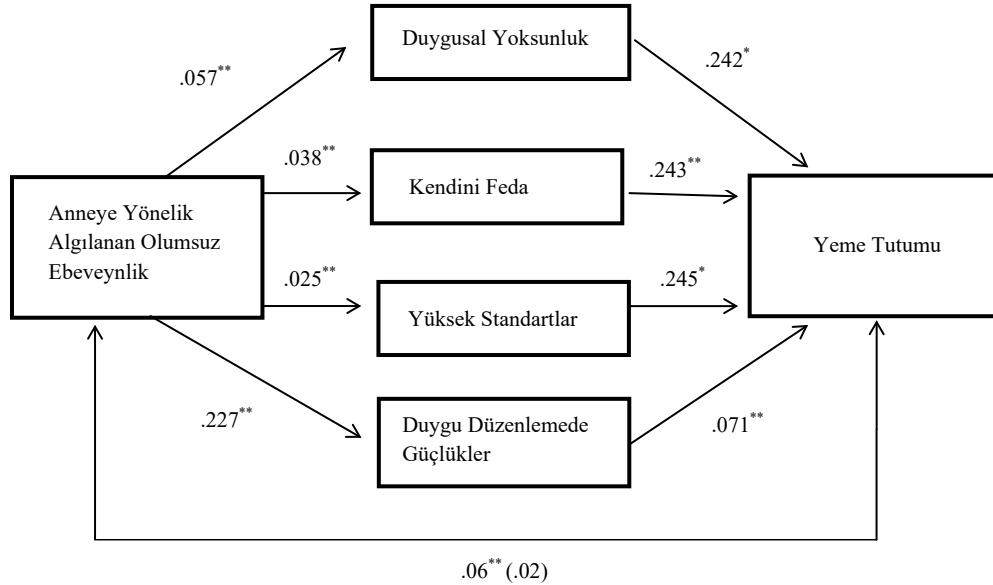 Duygusal Yoksunluk
.057**
.242*
.038**
Kendini Feda
.243**
Anneye Yönelik
Algılanan Olumsuz
Ebeveynlik
Yeme Tutumu
.025**
Yüksek Standartlar
.245*
.227**
Duygu Düzenlemede
Güçlükler
.071**
.06** (.02)